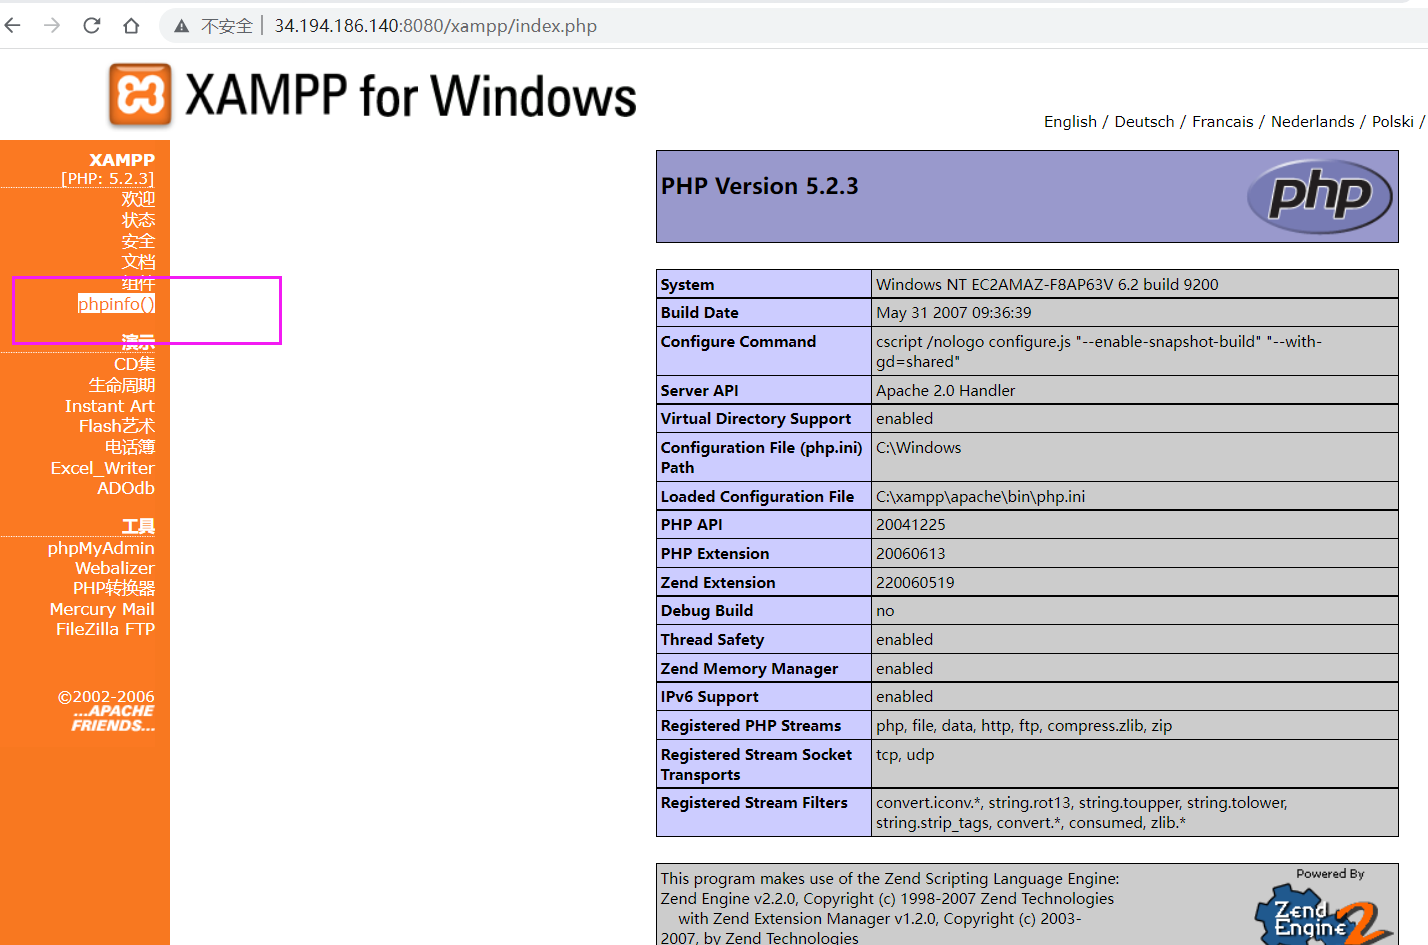 不安全 | 34.194.186.140:8080/xampp/index.php
XAMPP for Windows
English / Deutsch / Francais / Nederlands / Polski /
XAMPP
[PHP: 5.2.3]
欢迎
状态
安全
文档
组件
phpinfo()
演示
CD集
生命周期
Instant Art
Flash艺术
电话簿
Excel_Writer
ADOdb
工具
phpMyAdmin
Webalizer
PHP转换器
Mercury Mail
FileZilla FTP
©2002-2006
...APACHE
FRIENDS...
PHP Version 5.2.3
php
System Windows NT EC2AMAZ-F8AP63V 6.2 build 9200
Build Date May 31 2007 09:36:39
Configure Command cscript /nologo configure.js "--enable-snapshot-build" "--with-
gd=shared"
Server API Apache 2.0 Handler
Virtual Directory Support enabled
Configuration File (php.ini) C:\Windows
Path
Loaded Configuration File C:\xampp\apache\bin\php.ini
PHP API 20041225
PHP Extension 20060613
Zend Extension 220060519
Debug Build no
Thread Safety enabled
Zend Memory Manager enabled
IPv6 Support enabled
Registered PHP Streams php, file, data, http, ftp, compress.zlib, zip
Registered Stream Socket tcp, udp
Transports
Registered Stream Filters convert.iconv.*, string.rot13, string.toupper, string.tolower,
string.strip_tags, convert.*, consumed, zlib.*
This program makes use of the Zend Scripting Language Engine:
Zend Engine v2.2.0, Copyright (c) 1998-2007 Zend Technologies
with Zend Extension Manager v1.2.0, Copyright (c) 2003-
2007, by Zend Technologies
Powered By
Zend
Engine 2